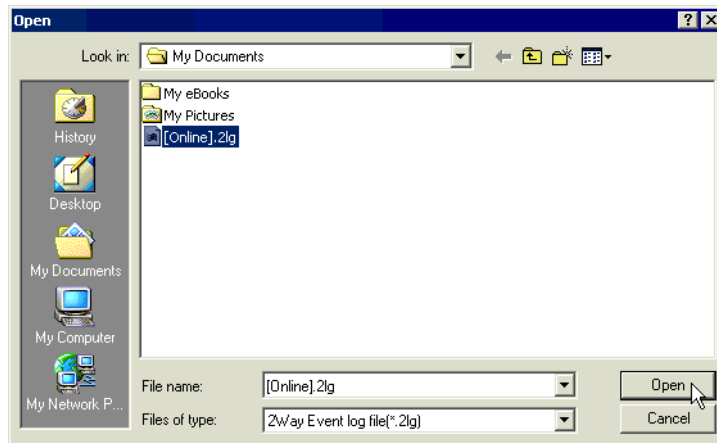 Open
Look in: My Documents
History
Desktop
My Documents
My Computer
My Network P...
My eBooks
My Pictures
[Online].2lg
File name: [Online].2lg Open
Files of type: 2Way Event log file(*.2lg) Cancel